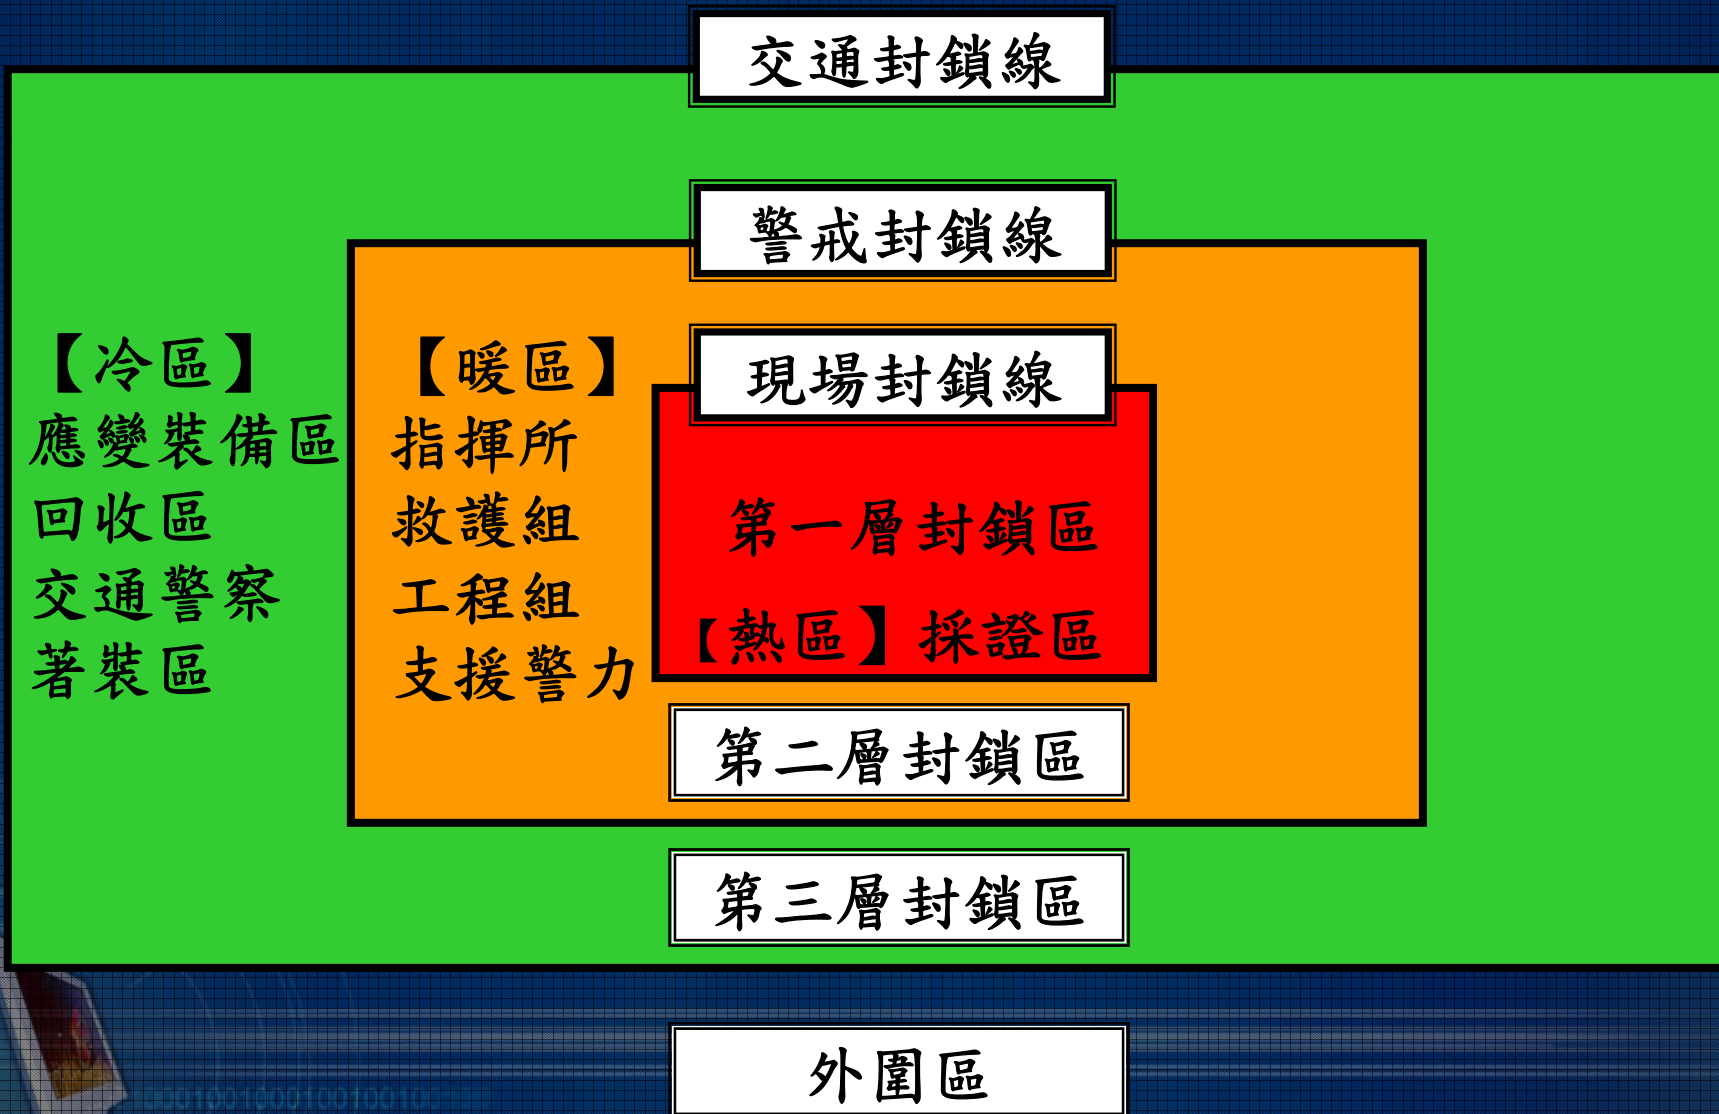 交通封鎖線
警戒封鎖線
現場封鎖線
【冷區】
應變裝備區
回收區
交通警察
著裝區
【暖區】
指揮所
救護組
工程組
支援警力
第一層封鎖區
【熱區】採證區
第二層封鎖區
第三層封鎖區
外圍區